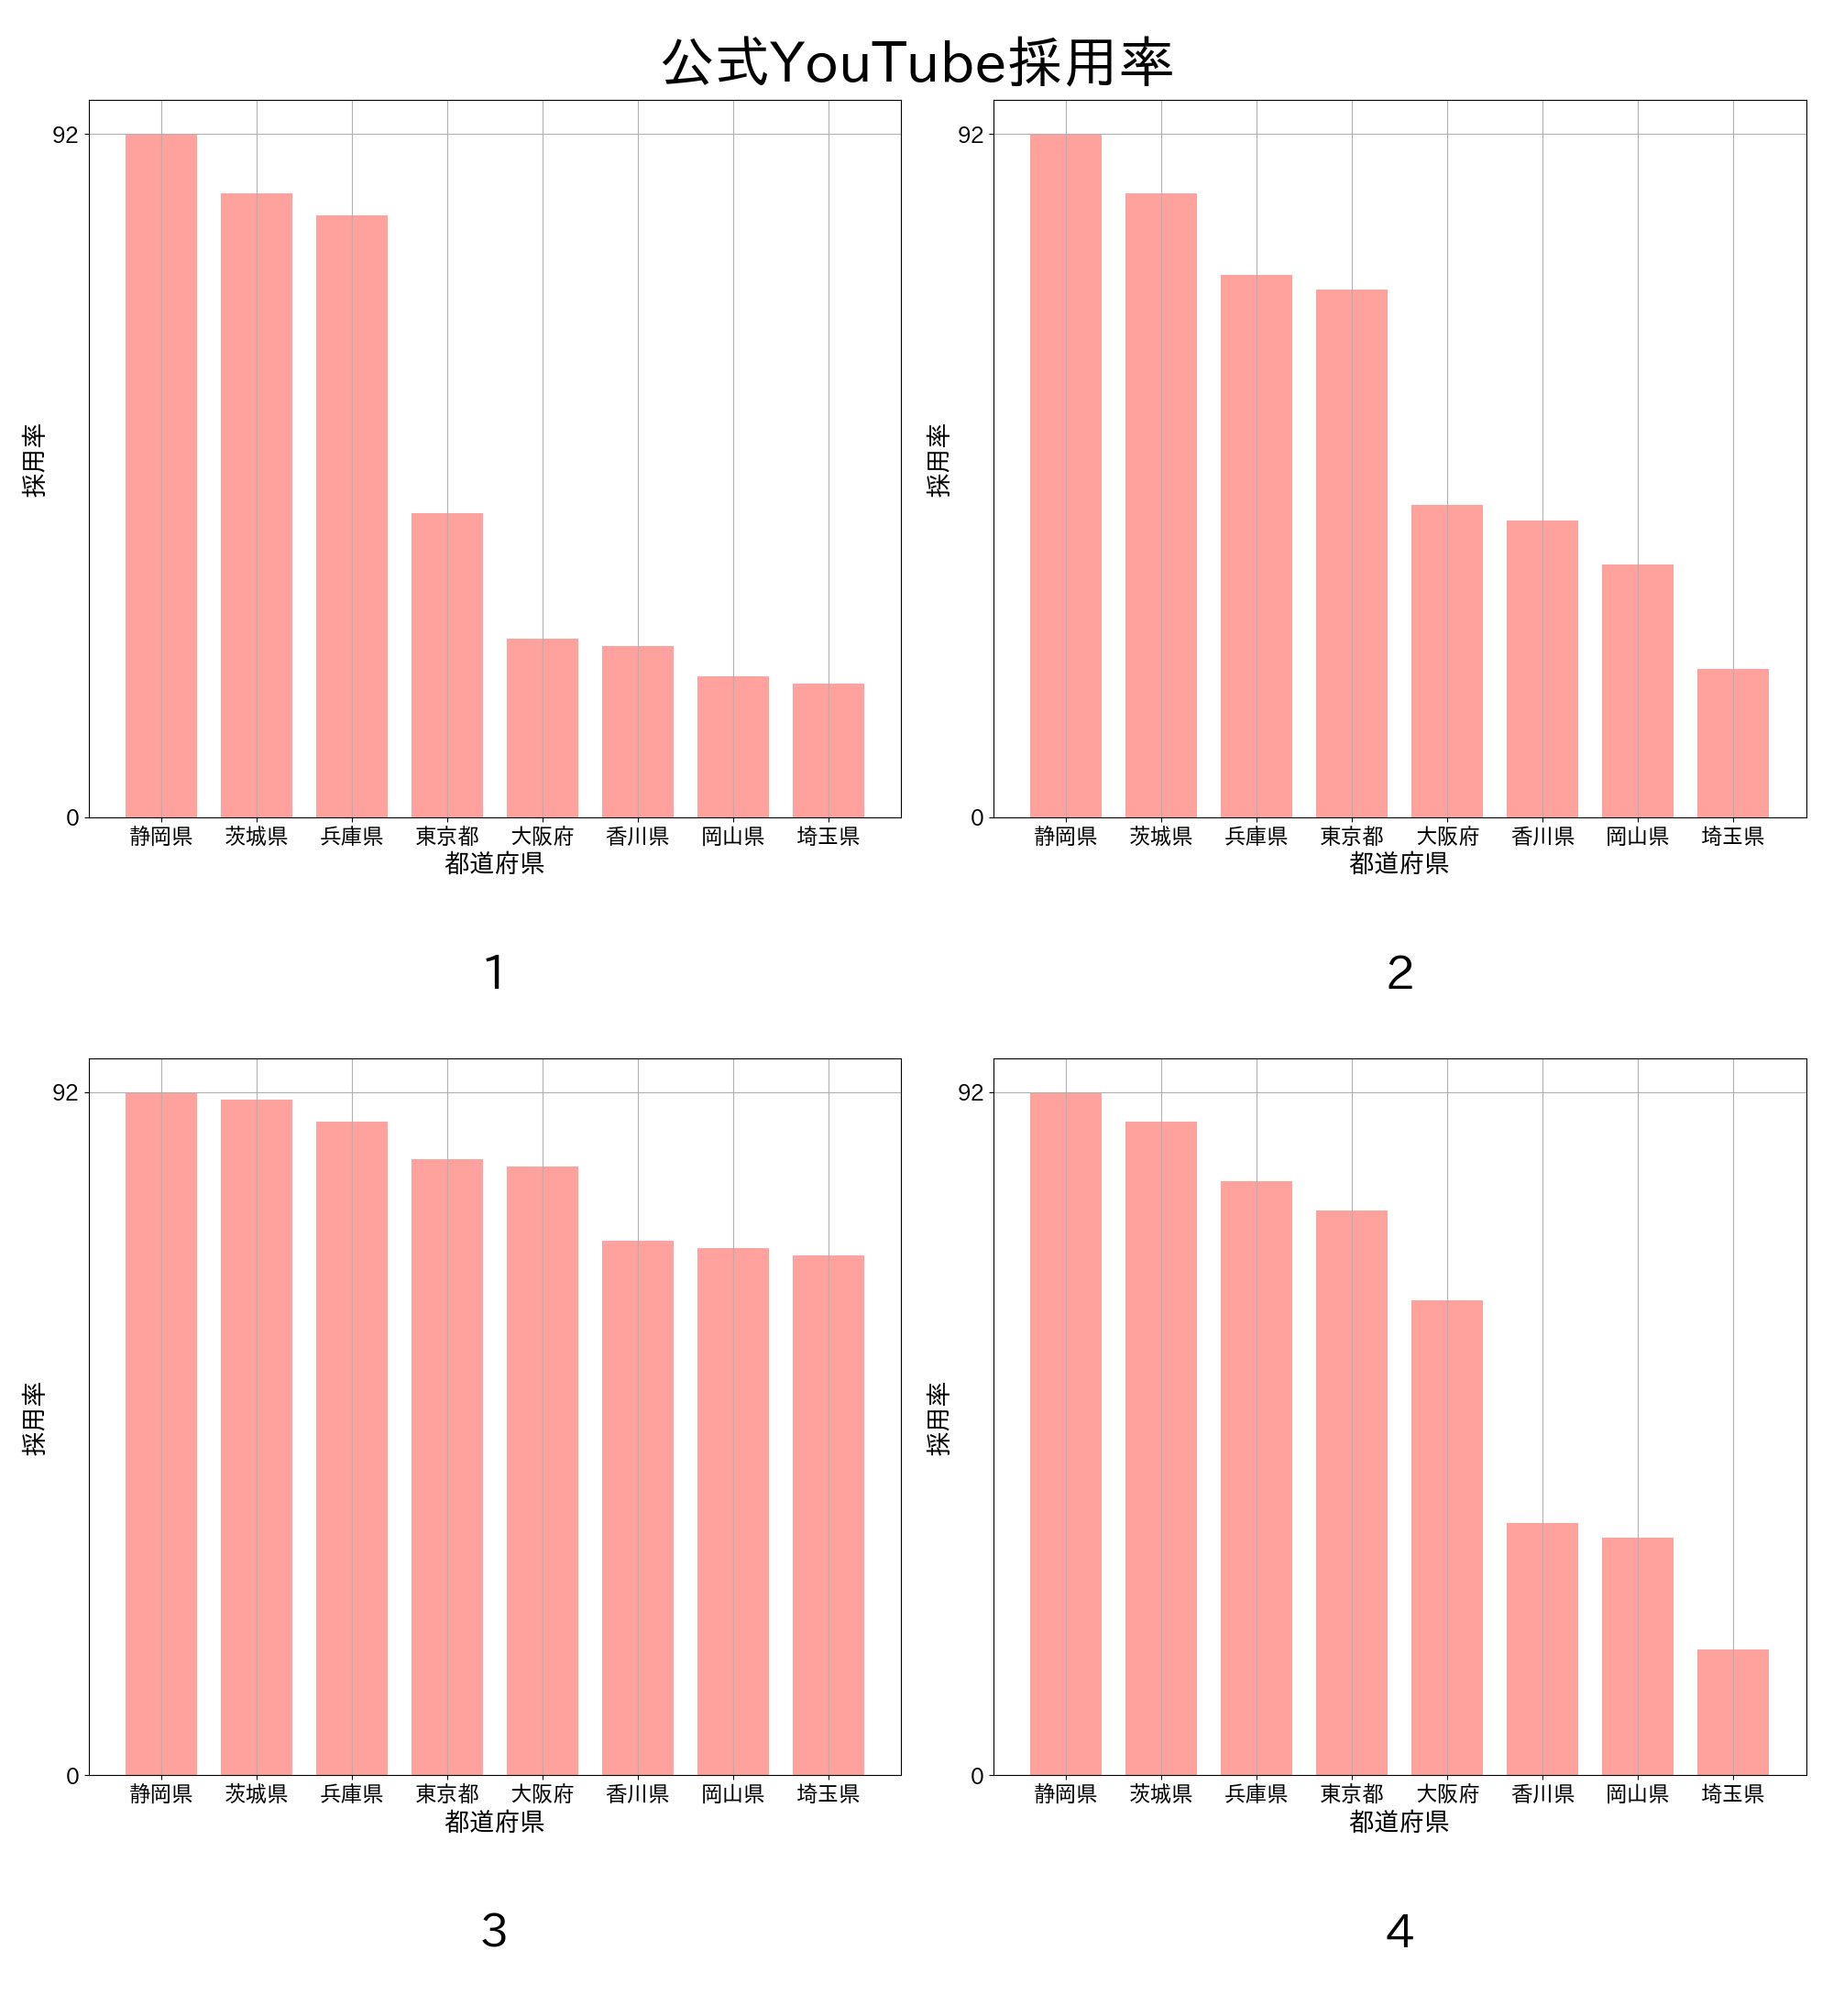 公式YouTube採用率
92
0
採用率
静岡県 茨城県 兵庫県 東京都 大阪府 香川県 岡山県 埼玉県
都道府県
1
92
0
採用率
静岡県 茨城県 兵庫県 東京都 大阪府 香川県 岡山県 埼玉県
都道府県
2
92
0
採用率
静岡県 茨城県 兵庫県 東京都 大阪府 香川県 岡山県 埼玉県
都道府県
3
92
0
採用率
静岡県 茨城県 兵庫県 東京都 大阪府 香川県 岡山県 埼玉県
都道府県
4